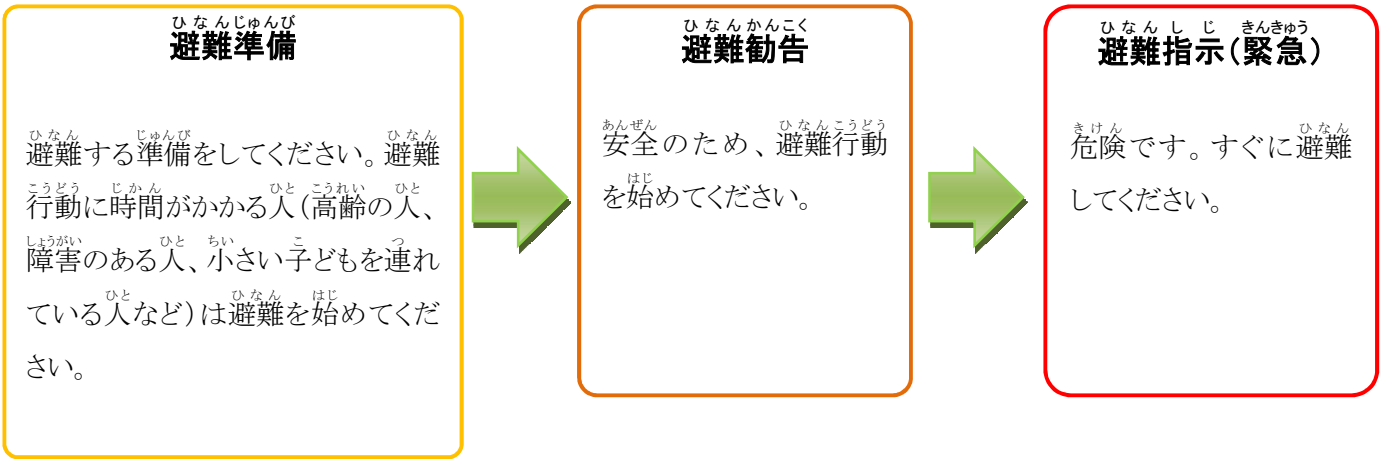 ひなんじゅんび
避難準備
ひなん じゅんび ひなん
避難する準備をしてください。避難
こうどう じかん ひと こうれい ひと
行動に時間がかかる人(高齢の人、
しょうがい ひと ちい こ つ
障害のある人、小さい子どもを連れ
ひと ひなん はじ
ている人など)は避難を始めてくだ
さい。
ひなんかんこく
避難勧告
あんぜん ひなんこうどう
安全のため、避難行動
はじ
を始めてください。
ひなんしじ きんきゅう
避難指示(緊急)
きけん ひなん
危険です。すぐに避難
してください。